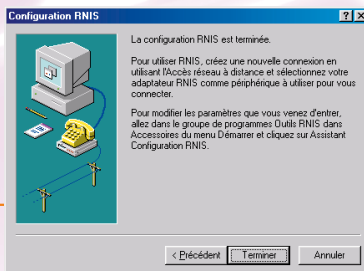 Configuration RNIS
La configuration RNIS est terminée.
Pour utiliser RNIS, créez une nouvelle connexion en
utilisant l'Accès réseau à distance et sélectionnez votre
adaptateur RNIS comme périphérique à utiliser pour vous
connecter.
Pour modifier les paramètres que vous venez d'entrer,
allez dans le groupe de programmes Outils RNIS dans
Accessoires du menu Démarrer et cliquez sur Assistant
Configuration RNIS.
< Précédent Terminer Annuler